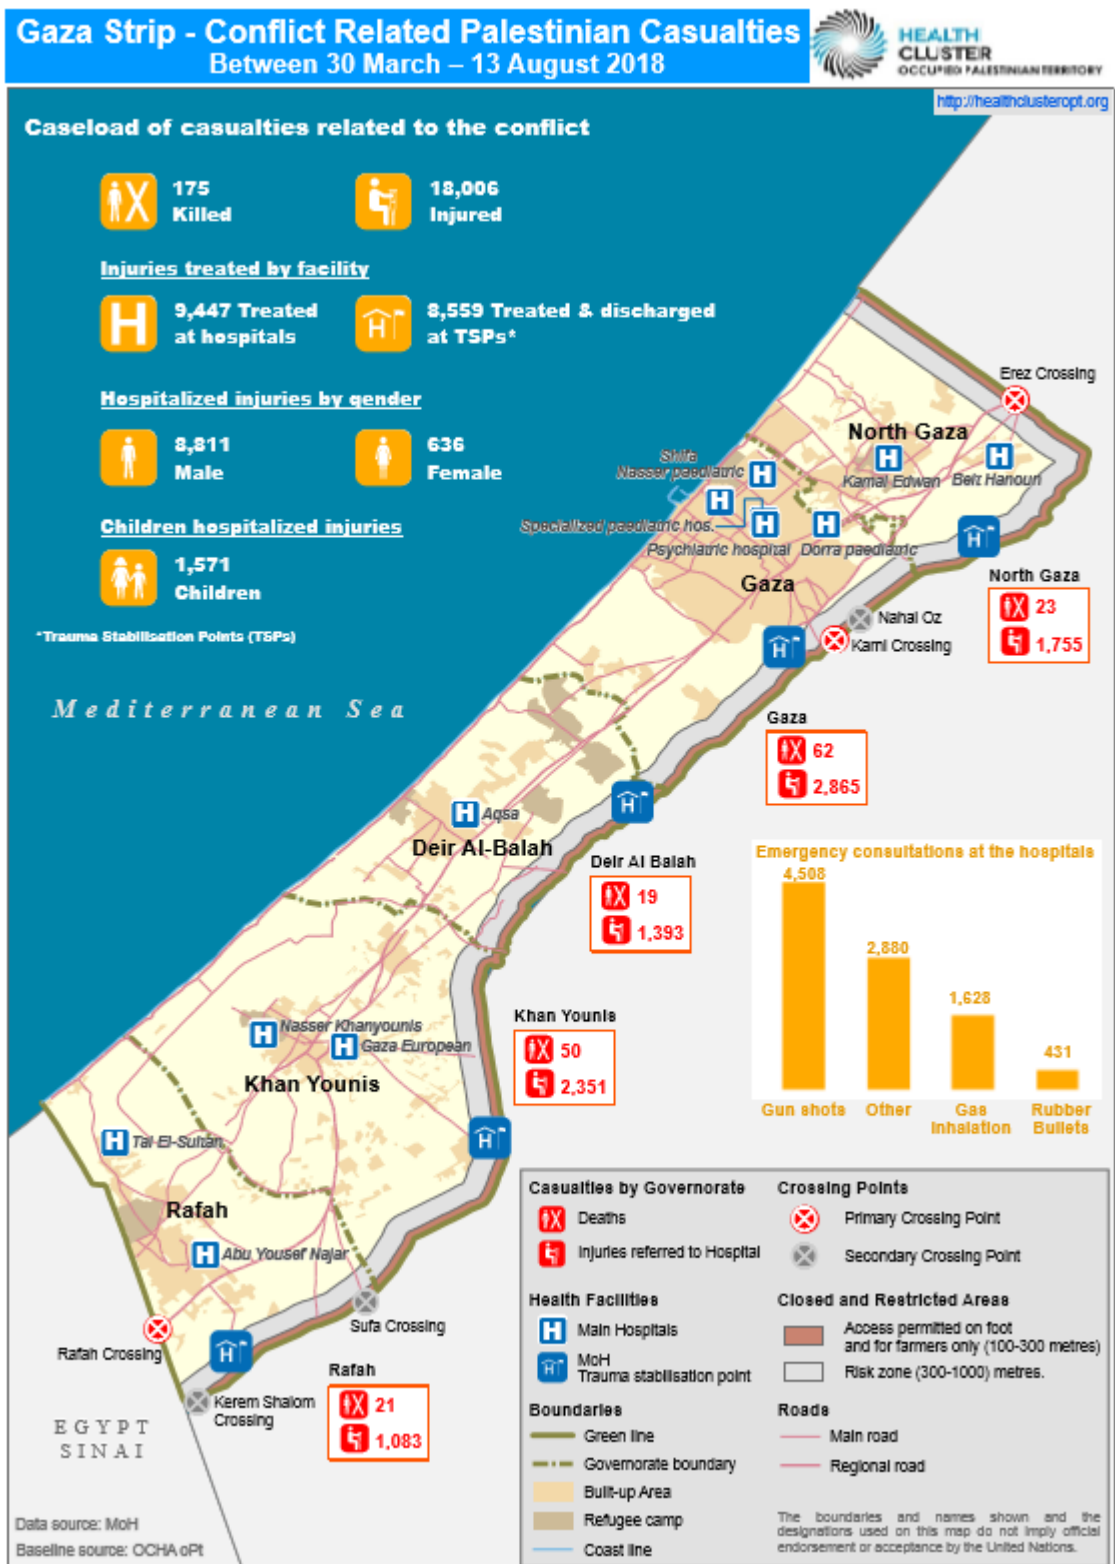 Gaza Strip - Conflict Related Palestinian Casualties
Between 30 March – 13 August 2018
HEALTH
CLUSTER
OCCUPIED PALESTINIAN TERRITORY
http://healthclusteropt.org
Caseload of casualties related to the conflict
175
Killed
18,006
Injured
Injuries treated by facility
9,447 Treated
at hospitals
8,559 Treated & discharged
at TSPs*
Hospitalized injuries by gender
8,811
Male
636
Female
Children hospitalized injuries
1,571
Children
*Trauma Stabilisation Points (TSPs)
Mediterranean Sea
Erez Crossing
North Gaza
Kamal Edwan
Beit Hanoun
Shifa
Nasser paediatric
Specialized paediatric hos.
Psychiatric hospital
Dorra paediatric
Gaza
North Gaza
23
1,755
Nahal Oz
Karni Crossing
Gaza
62
2,865
Aqsa
Deir Al-Balah
Deir Al Balah
19
1,393
Emergency consultations at the hospitals
4,508
2,880
1,628
431
Gun shots
Other
Gas
Inhalation
Rubber
Bullets
Khan Younis
50
2,351
Nasser Khanyounis
Gaza European
Khan Younis
Tal-El-Sultan
Rafah
Abu Yousef Najar
Sufa Crossing
Rafah Crossing
Kerem Shalom
Crossing
Rafah
21
1,083
EGYPT
SINAI
Data source: MoH
Baseline source: OCHA oPt
Casualties by Governorate
Deaths
Injuries referred to Hospital
Health Facilities
Main Hospitals
MoH
Trauma stabilisation point
Boundaries
Green line
Governorate boundary
Built-up Area
Refugee camp
Coast line
Crossing Points
Primary Crossing Point
Secondary Crossing Point
Closed and Restricted Areas
Access permitted on foot
and for farmers only (100-300 metres)
Risk zone (300-1000) metres.
Roads
Main road
Regional road
The boundaries and names shown and the
designations used on this map do not imply official
endorsement or acceptance by the United Nations.